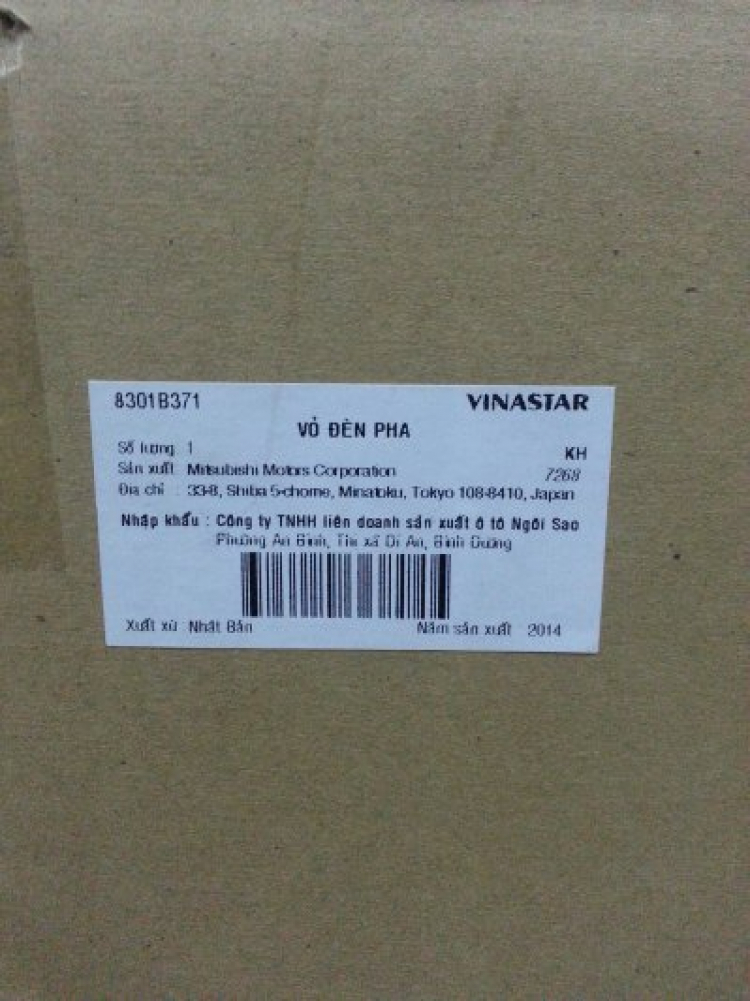 8301B371 VINASTAR
VỎ ĐÈN PHA
Số lượng 1 KH
Sản xuất Mitsubishi Motors Corporation 7268
Địa chỉ : 33-8, Shiba 5-chome, Minatoku, Tokyo 108-8410, Japan
Nhập khẩu : Công ty TNHH liên doanh sản xuất ô tô Ngôi Sao
Phường An Bình, Thị xã Dĩ An, Bình Dương
Xuất xứ Nhật Bản Năm sản xuất 2014